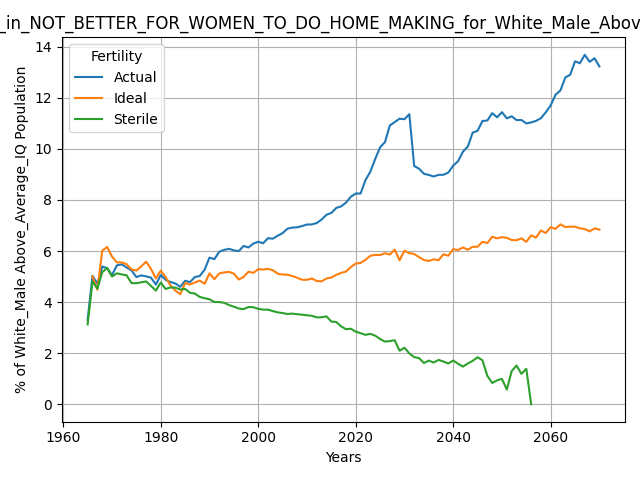 _in_NOT_BETTER_FOR_WOMEN_TO_DO_HOME_MAKING_for_White_Male_Abov
% of White_Male Above_Average_IQ Population
14
12
10
8
6
4
2
0
Fertility
Actual
Ideal
Sterile
1960 1980 2000 2020 2040 2060
Years